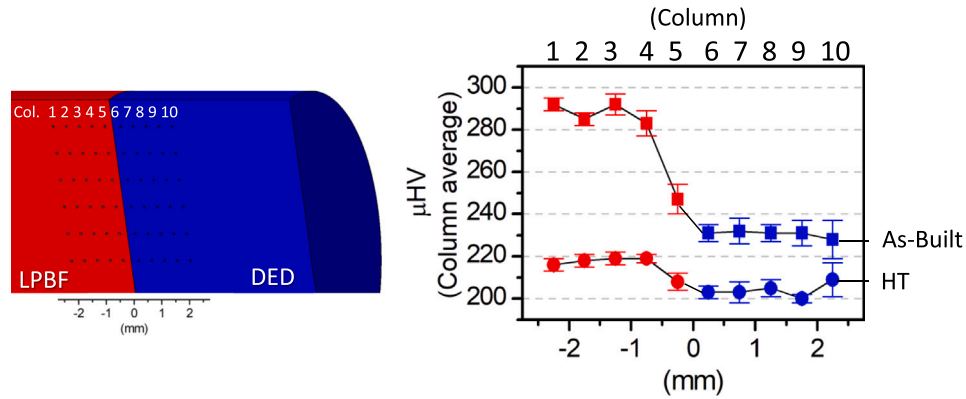 Col. 1 2 3 4 5 6 7 8 9 10
LPBF
DED
-2 -1 0 1 2
(mm)
(Column)
1 2 3 4 5 6 7 8 9 10
µHV
(Column average)
300
280
260
240
220
200
As-Built
HT
-2 -1 0 1 2
(mm)